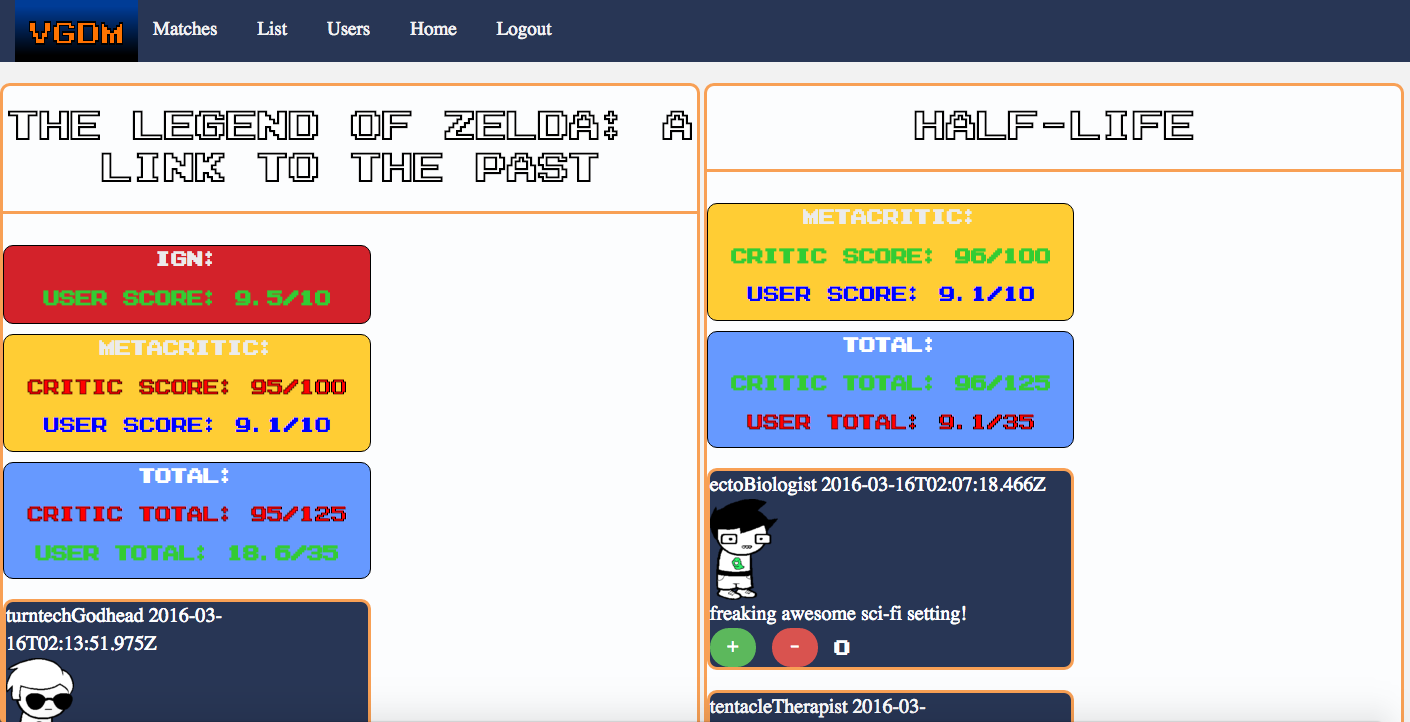 VGDM
Matches
List
Users
Home
Logout
THE LEGEND OF ZELDA: A
LINK TO THE PAST
IGN:
USER SCORE: 9.5/10
METACRITIC:
CRITIC SCORE: 95/100
USER SCORE: 9.1/10
TOTAL:
CRITIC TOTAL: 95/125
USER TOTAL: 18.6/35
turntechGodhead 2016-03-
16T02:13:51.975Z
HALF-LIFE
METACRITIC:
CRITIC SCORE: 96/100
USER SCORE: 9.1/10
TOTAL:
CRITIC TOTAL: 96/125
USER TOTAL: 9.1/35
ectoBiologist 2016-03-16T02:07:18.466Z
freaking awesome sci-fi setting!
+ - 0
tentacleTherapist 2016-03-